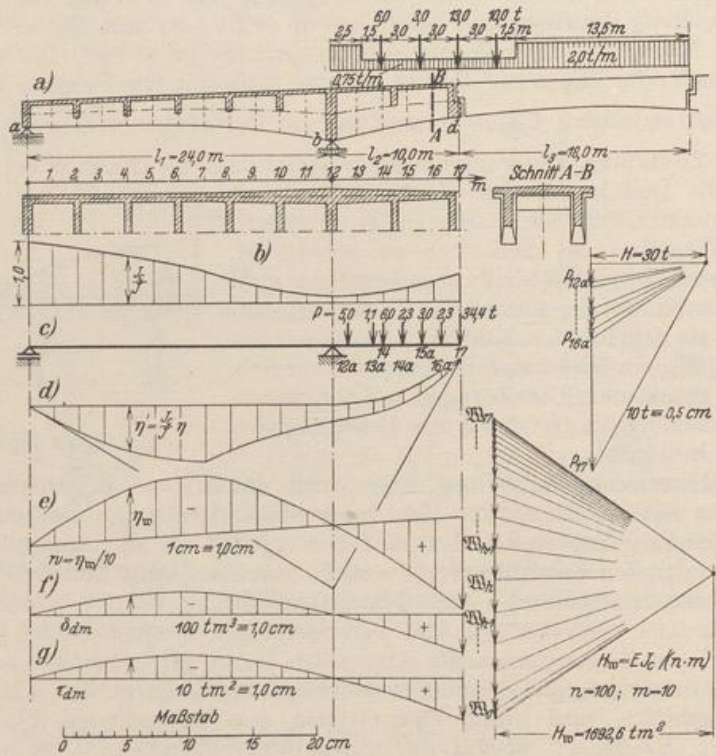 6,0 3,0 13,0 10,0 t
2,5 1,5 3,0 3,0 3,0 1,5 m 13,5 m
0,75 t/m 2,0 t/m
a) B
a b A d
l₁=24,0 m l₂=10,0 m l₃=18,0 m
1. 2. 3. 4. 5. 6. 7. 8. 9. 10. 11. 12 13. 14. 15. 16. 17 m
Schnitt A-B
b)
1,0
H=30 t
P12a
P16a
10 t = 0,5 cm
P17
c)
P= 5,0 1,1 6,0 2,3 3,0 2,3 34,4 t
12a 13a 14 14a 15a 16a 17
d)
η' = Jc/J η
e)
ηw
−
w = ηw/10
1 cm = 1,0 cm
+
f)
δdm
−
100 tm³ = 1,0 cm
+
g)
τdm
−
10 tm² = 1,0 cm
+
Hw = EJc/(n·m)
n=100; m=10
Hw = 1692,6 tm²
Maßstab
0 5 10 15 20 cm